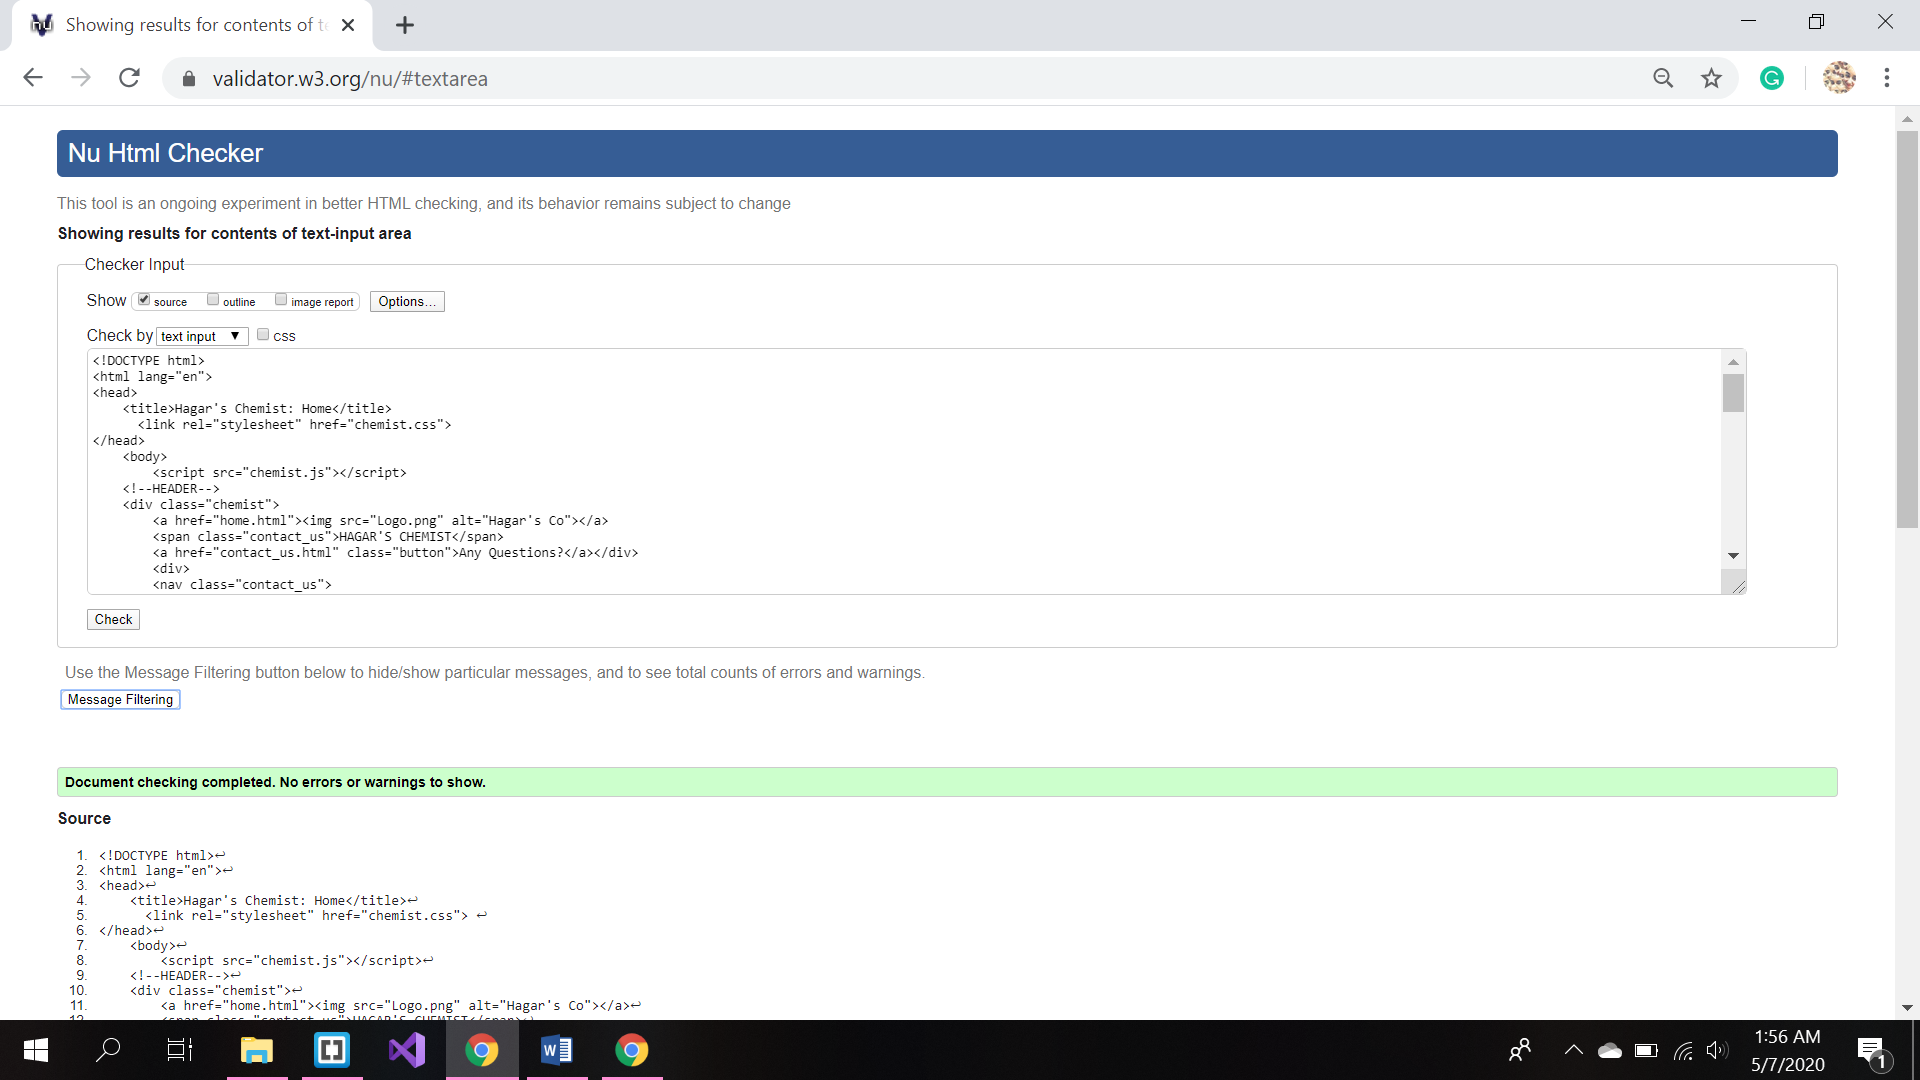 Showing results for contents of t
validator.w3.org/nu/#textarea
Nu Html Checker
This tool is an ongoing experiment in better HTML checking, and its behavior remains subject to change
Showing results for contents of text-input area
Checker Input
Show source outline image report Options...
Check by text input css
<!DOCTYPE html>
<html lang="en">
<head>
    <title>Hagar's Chemist: Home</title>
      <link rel="stylesheet" href="chemist.css">
</head>
    <body>
        <script src="chemist.js"></script>
    <!--HEADER-->
    <div class="chemist">
        <a href="home.html"><img src="Logo.png" alt="Hagar's Co"></a>
        <span class="contact_us">HAGAR'S CHEMIST</span>
        <a href="contact_us.html" class="button">Any Questions?</a></div>
        <div>
        <nav class="contact_us">
Check
Use the Message Filtering button below to hide/show particular messages, and to see total counts of errors and warnings.
Message Filtering
Document checking completed. No errors or warnings to show.
Source
1. <!DOCTYPE html>↩
2. <html lang="en">↩
3. <head>↩
4.     <title>Hagar's Chemist: Home</title>↩
5.       <link rel="stylesheet" href="chemist.css"> ↩
6. </head>↩
7.     <body>↩
8.         <script src="chemist.js"></script>↩
9.     <!--HEADER-->↩
10.     <div class="chemist">↩
11.         <a href="home.html"><img src="Logo.png" alt="Hagar's Co"></a>↩
12.         <span class="contact_us">HAGAR'S CHEMIST</span>↩
1:56 AM
5/7/2020
1